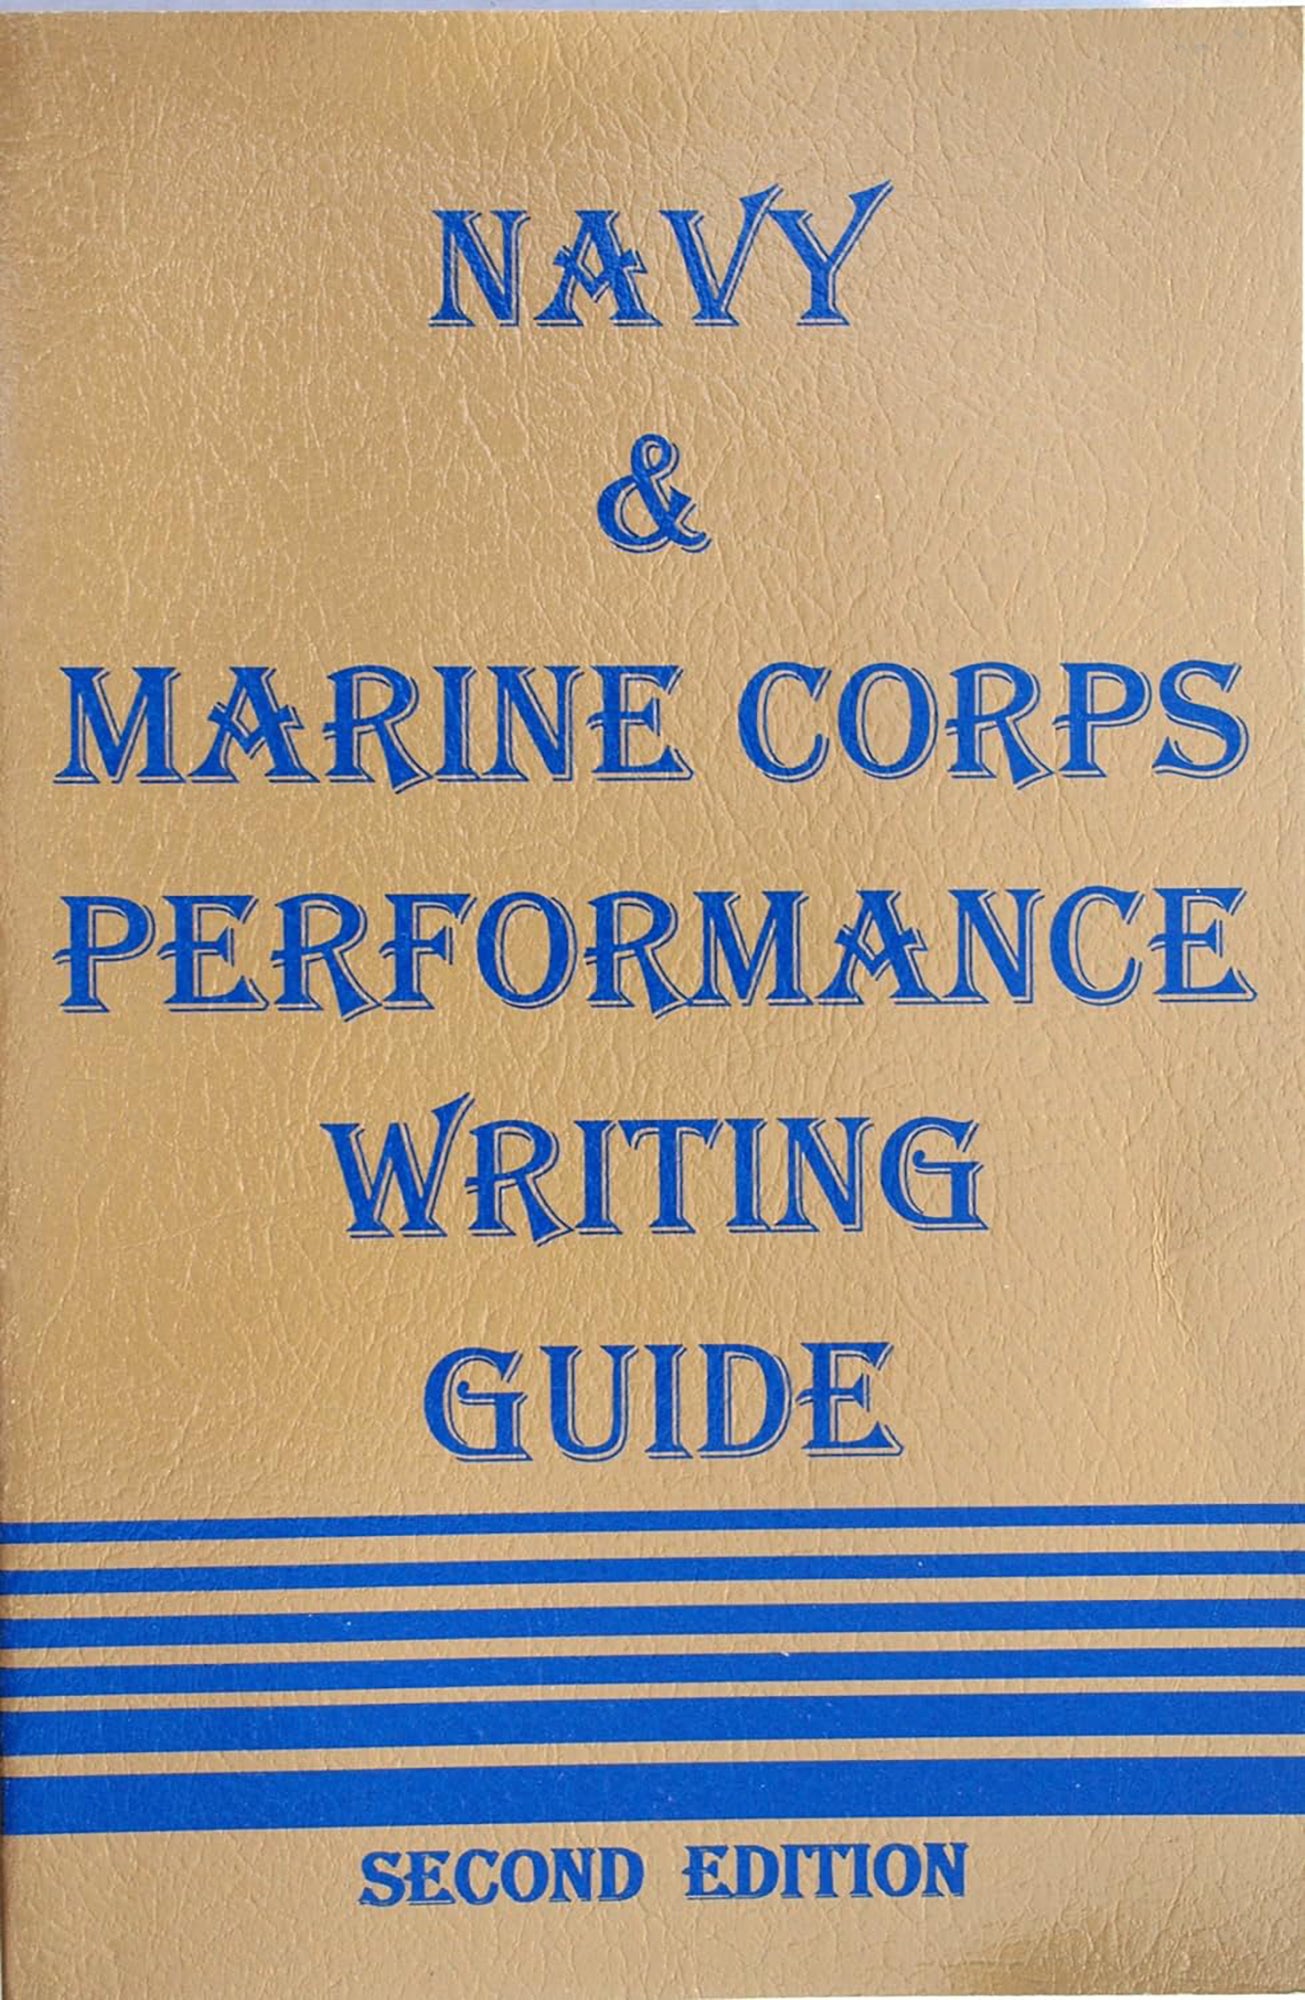 NAVY
&
MARINE CORPS
PERFORMANCE
WRITING
GUIDE
SECOND EDITION